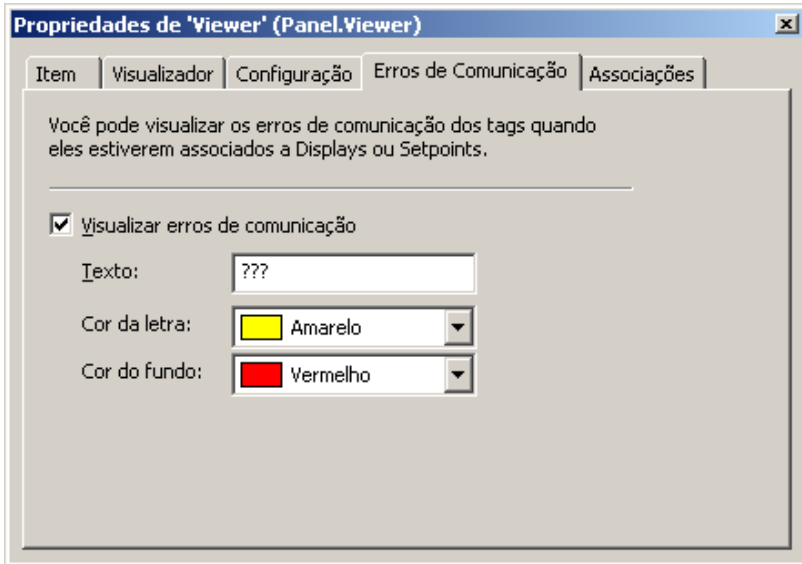 Propriedades de 'Viewer' (Panel.Viewer)
Item Visualizador Configuração Erros de Comunicação Associações
Você pode visualizar os erros de comunicação dos tags quando
eles estiverem associados a Displays ou Setpoints.
Visualizar erros de comunicação
Texto: ???
Cor da letra: Amarelo
Cor do fundo: Vermelho